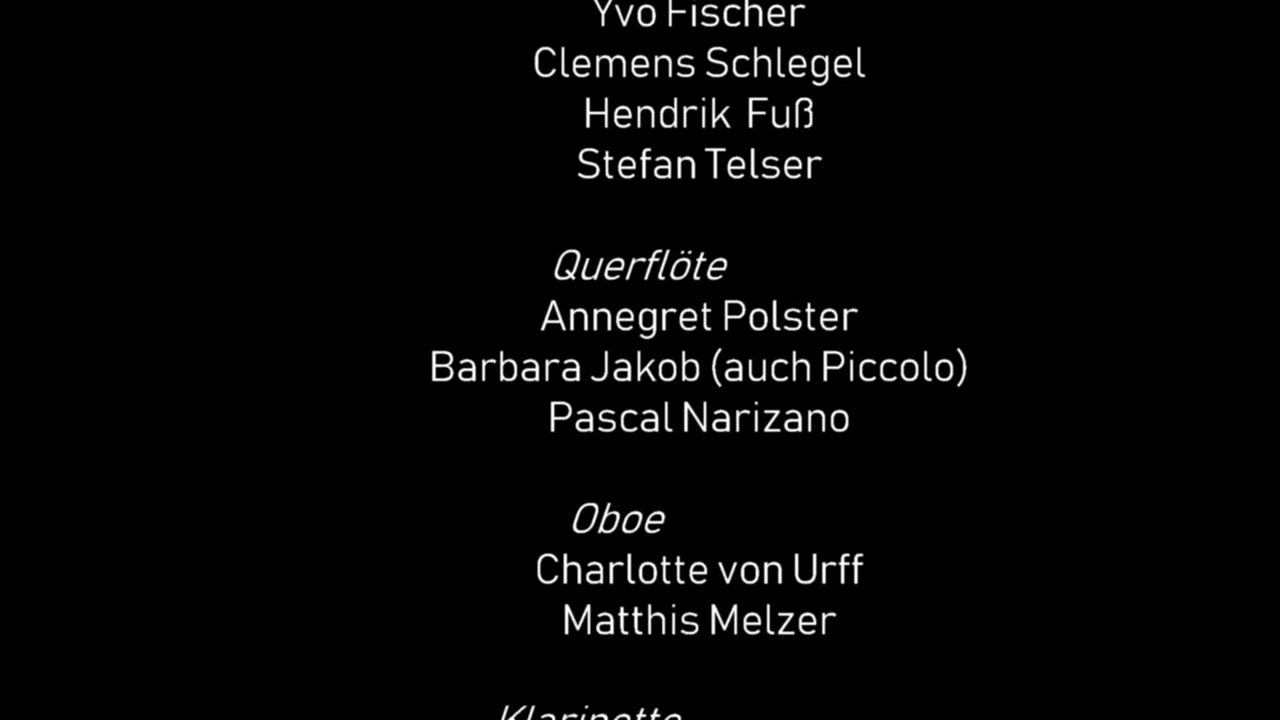 Yvo Fischer
Clemens Schlegel
Hendrik Fuß
Stefan Telser
Querflöte
Annegret Polster
Barbara Jakob (auch Piccolo)
Pascal Narizano
Oboe
Charlotte von Urff
Matthis Melzer
Klarinette